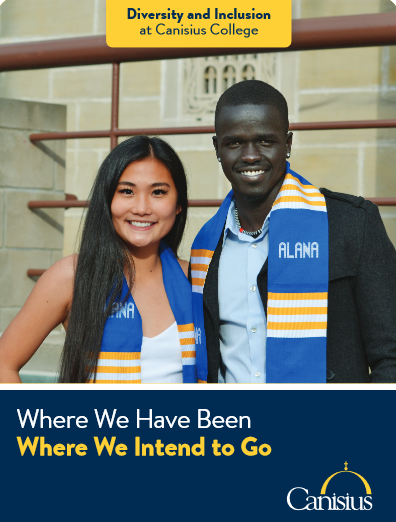 Diversity and Inclusion
at Canisius College
ALANA
ANA
Where We Have Been
Where We Intend to Go
Canisius